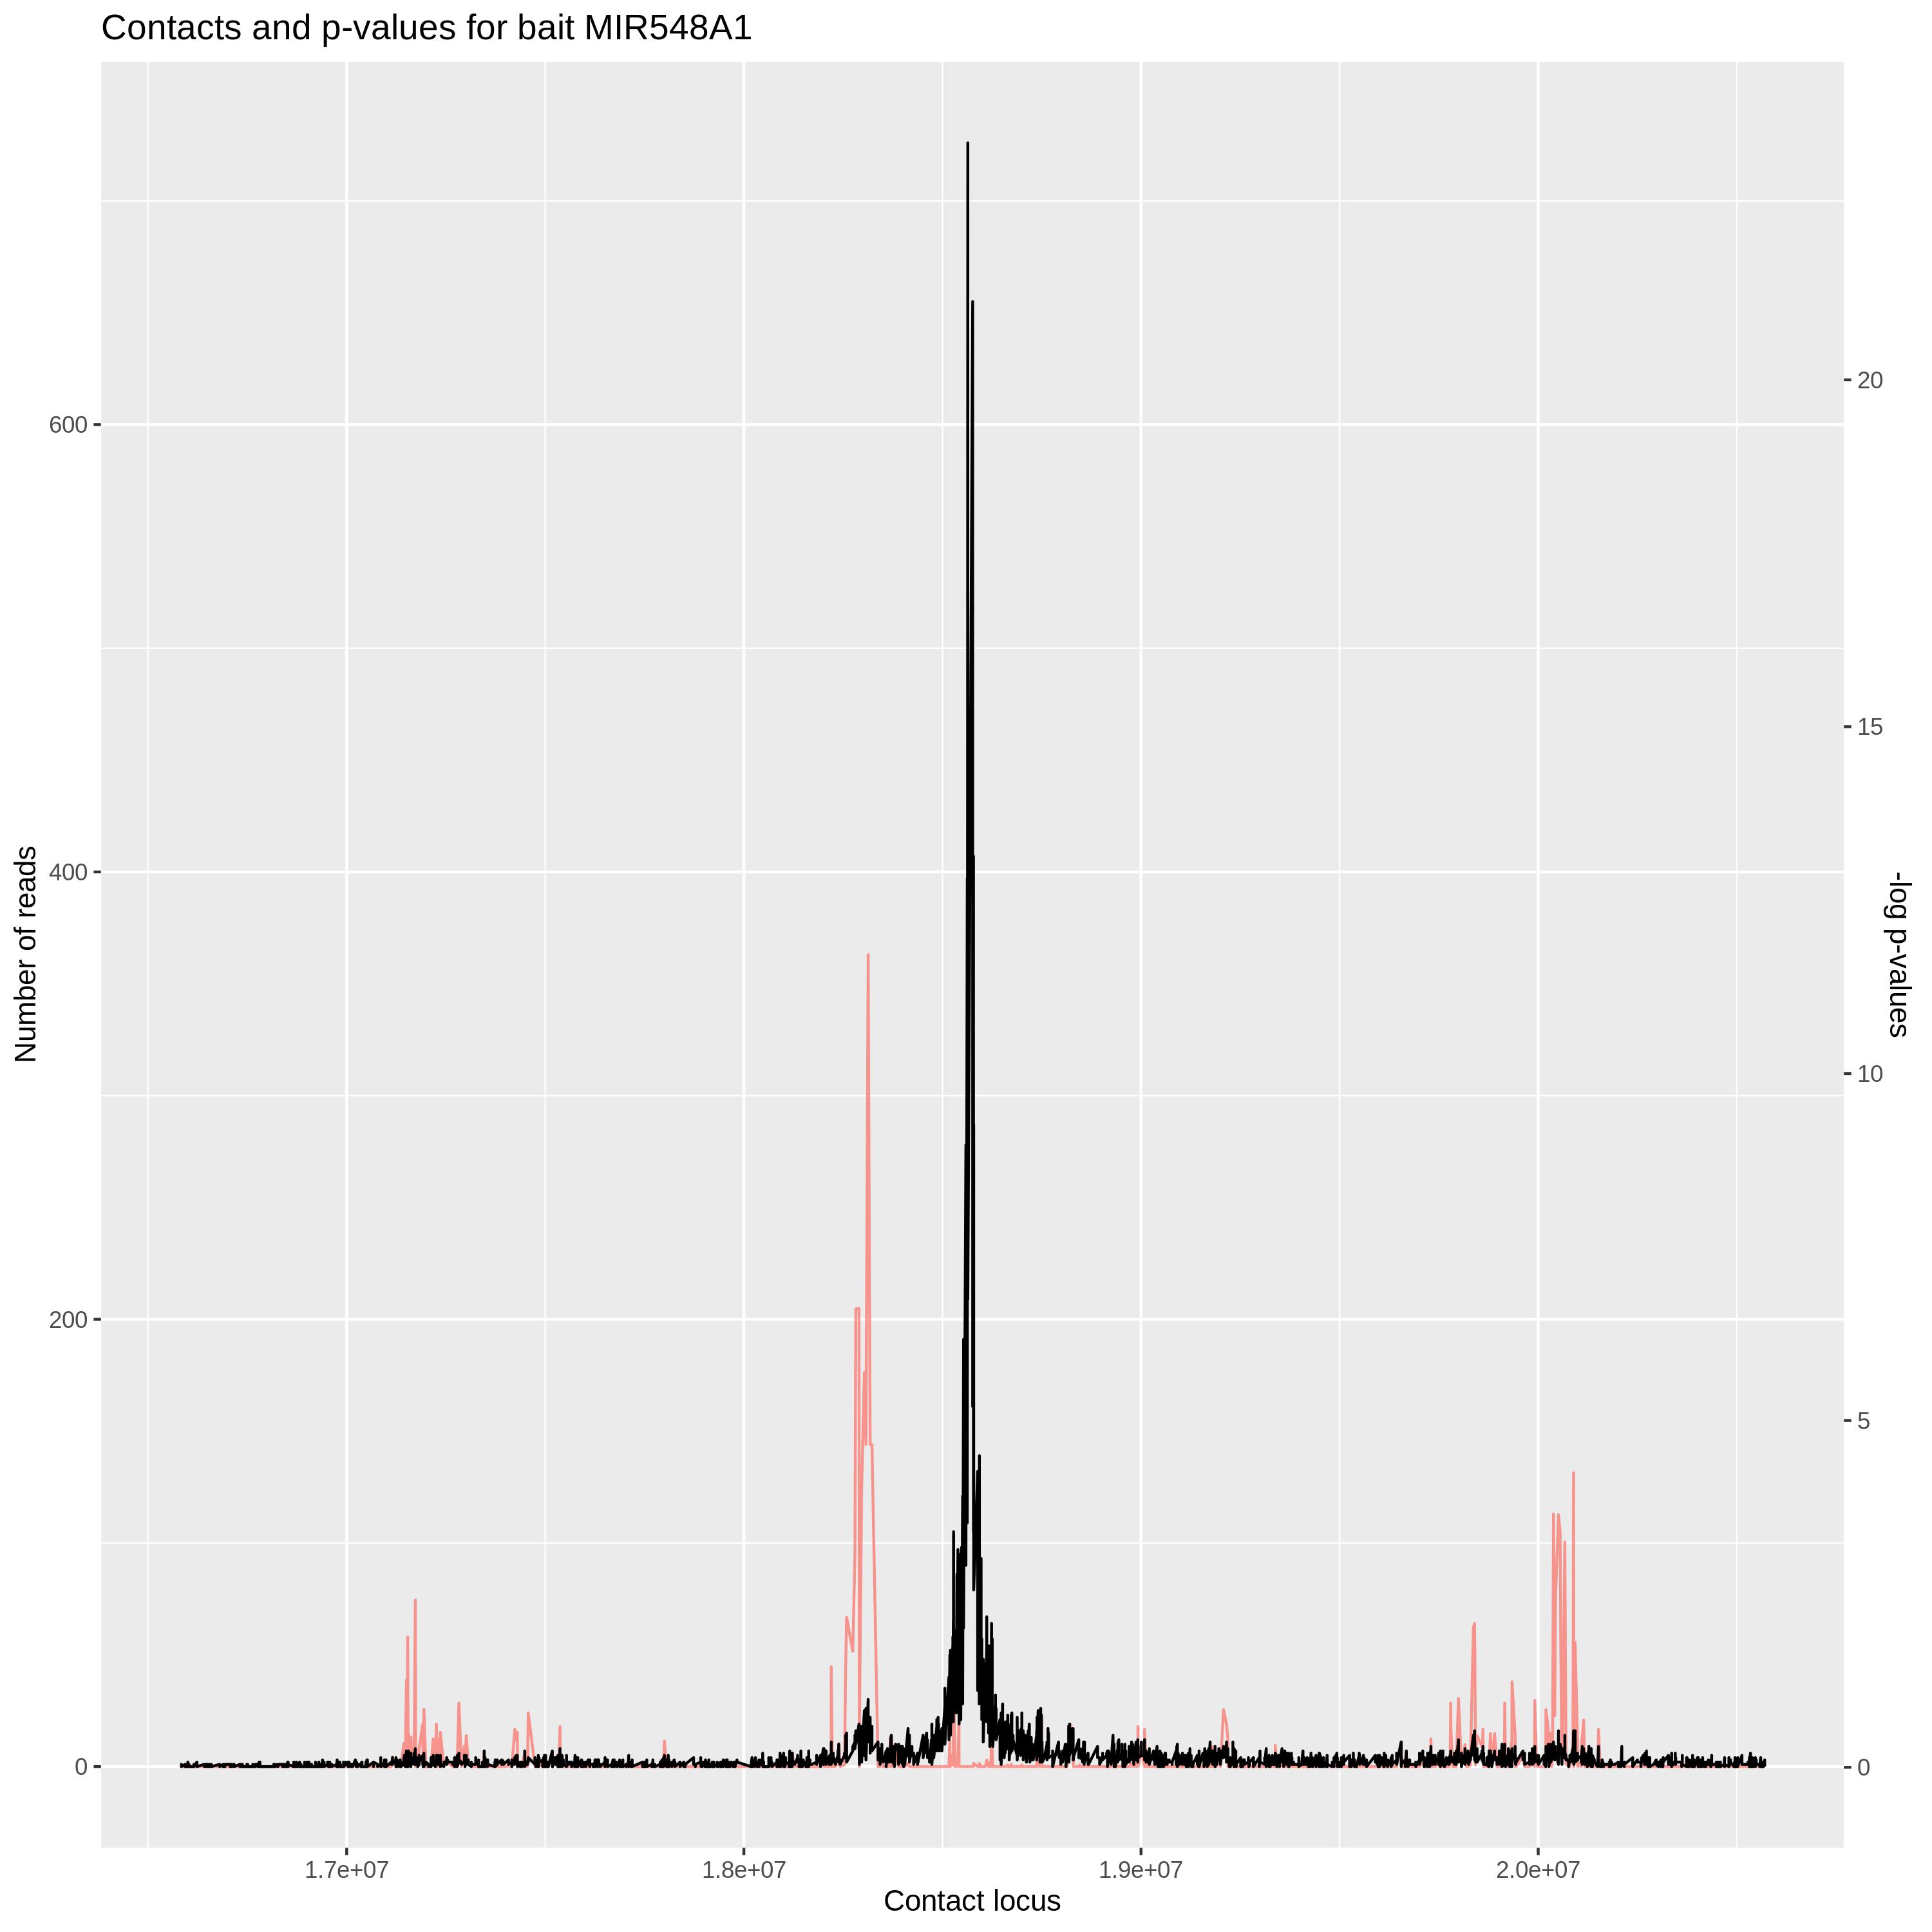 Contacts and p-values for bait MIR548A1
Number of reads
600
400
200
0
20
15
10
5
0
-log p-values
1.7e+07 1.8e+07 1.9e+07 2.0e+07
Contact locus